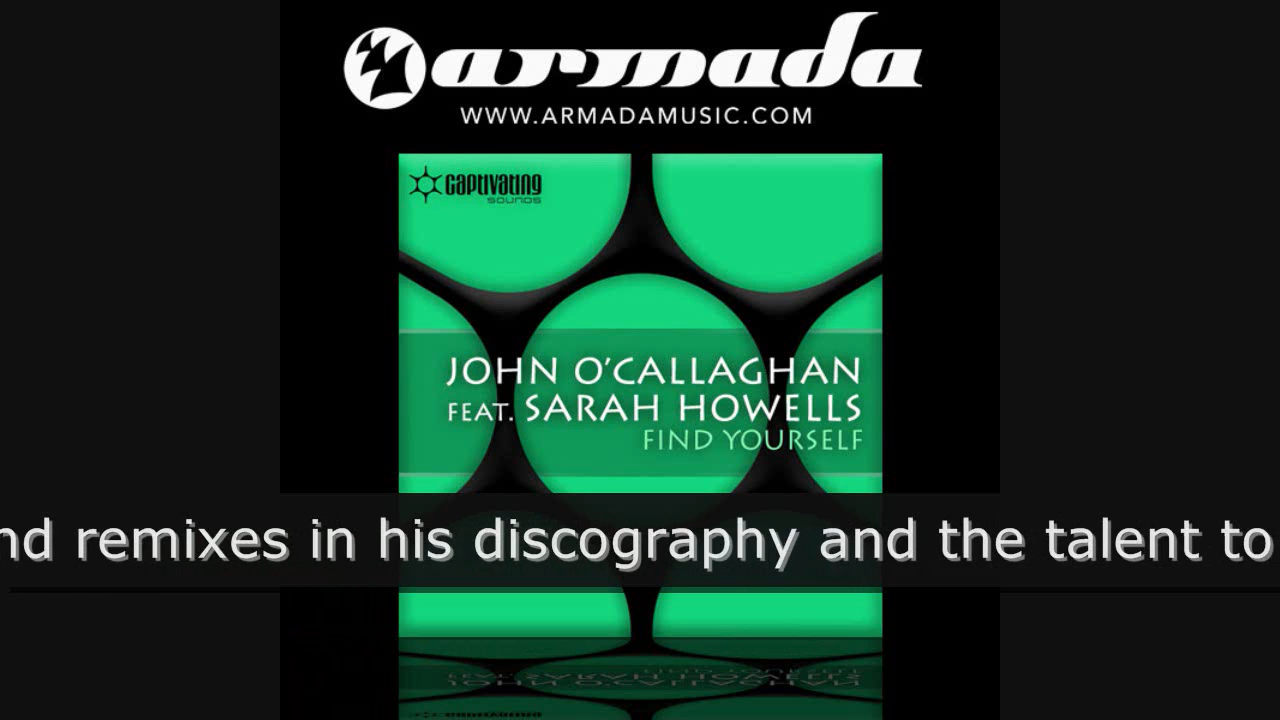 armada
WWW.ARMADAMUSIC.COM
captivating
sounds
JOHN O'CALLAGHAN
FEAT. SARAH HOWELLS
FIND YOURSELF
remixes in his discography and the talent to